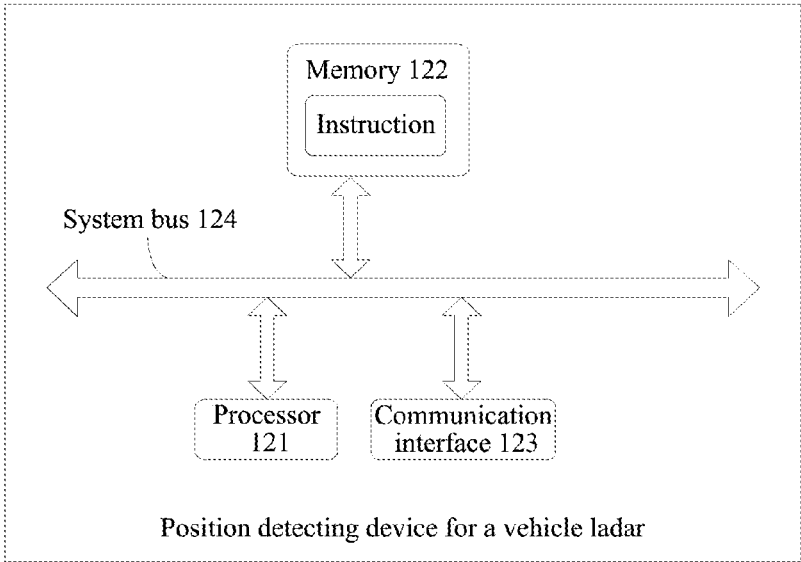 Memory 122
Instruction
System bus 124
Processor
121
Communication
interface 123
Position detecting device for a vehicle ladar